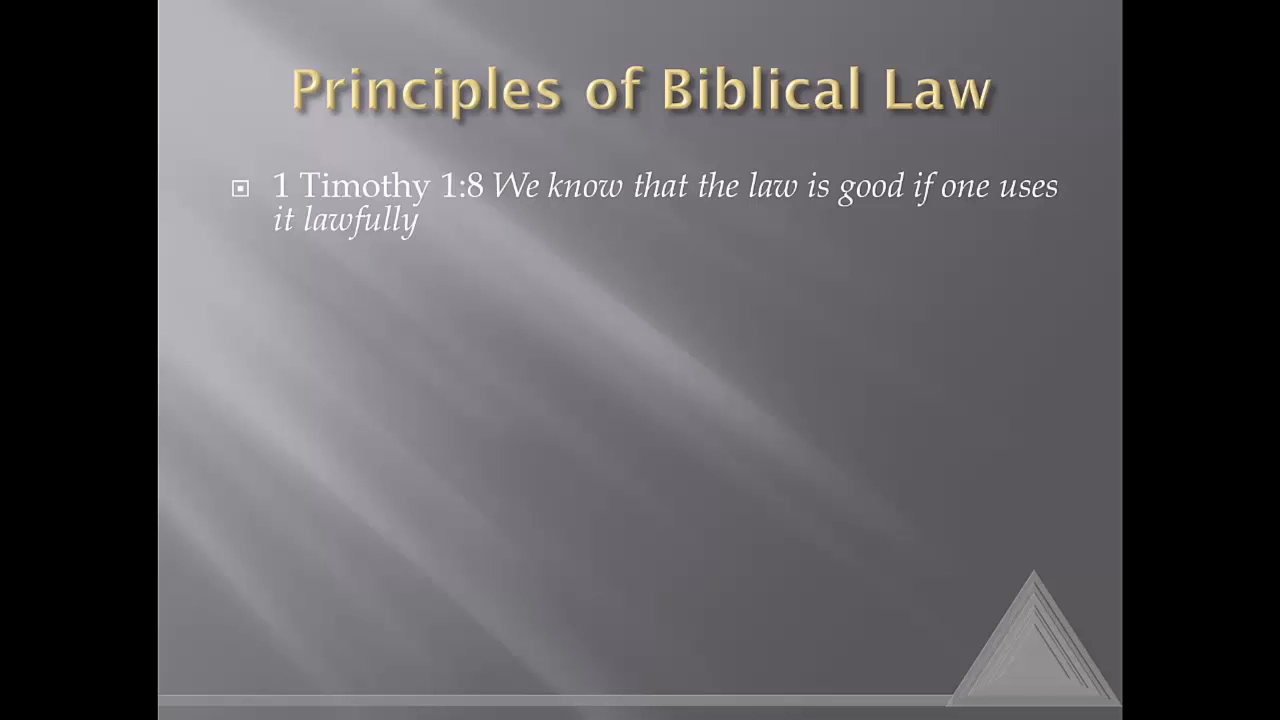 Principles of Biblical Law
1 Timothy 1:8 We know that the law is good if one uses
it lawfully